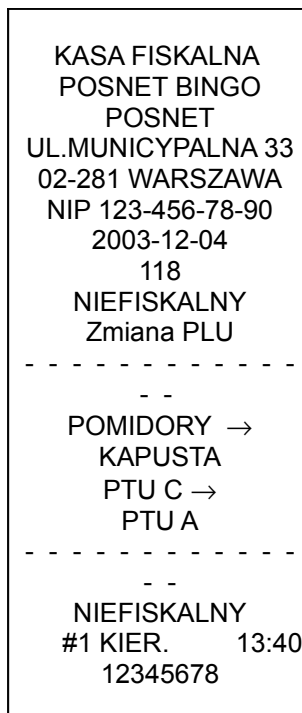 KASA FISKALNA
POSNET BINGO
POSNET
UL.MUNICYPALNA 33
02-281 WARSZAWA
NIP 123-456-78-90
2003-12-04
118
NIEFISKALNY
Zmiana PLU
- - - - - - - - - - - -
- -
POMIDORY →
KAPUSTA
PTU C →
PTU A
- - - - - - - - - - - -
- -
NIEFISKALNY
#1 KIER. 13:40
12345678